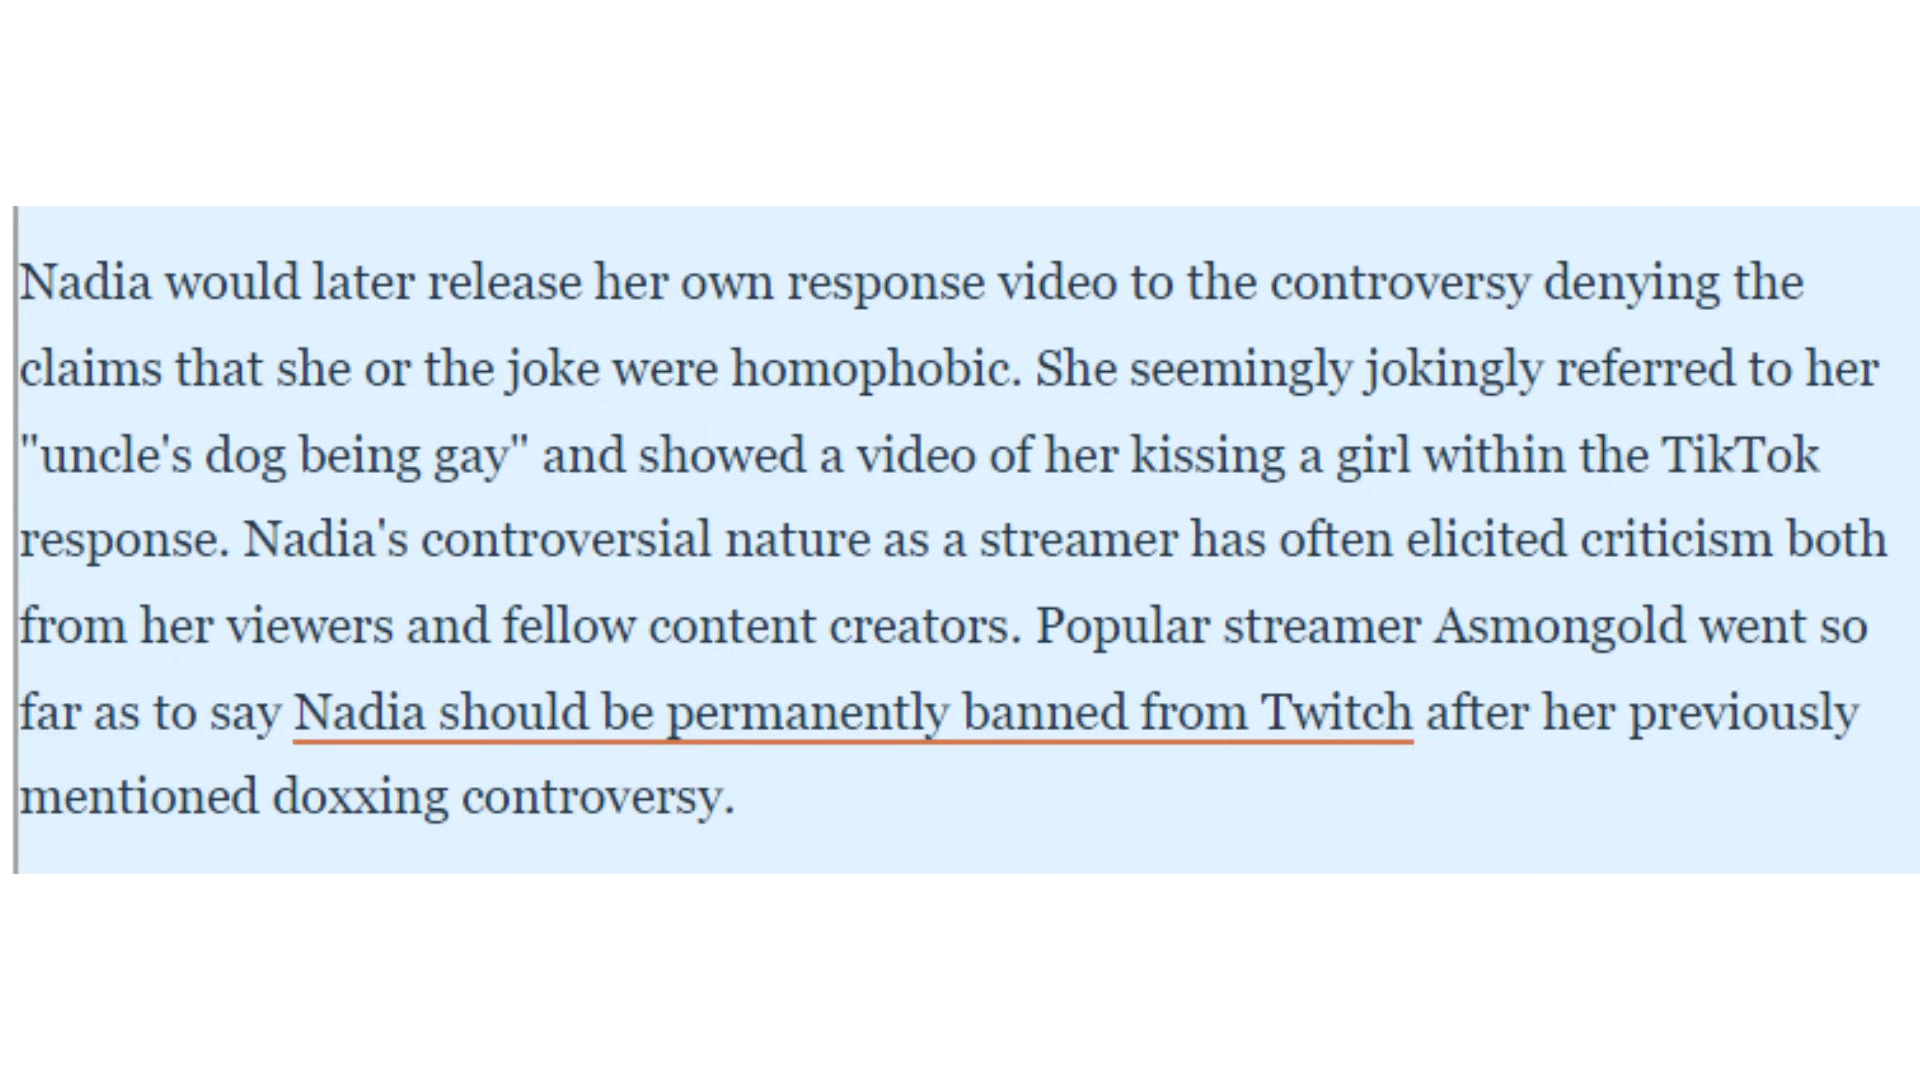 Nadia would later release her own response video to the controversy denying the
claims that she or the joke were homophobic. She seemingly jokingly referred to her
"uncle's dog being gay" and showed a video of her kissing a girl within the TikTok
response. Nadia's controversial nature as a streamer has often elicited criticism both
from her viewers and fellow content creators. Popular streamer Asmongold went so
far as to say Nadia should be permanently banned from Twitch after her previously
mentioned doxxing controversy.